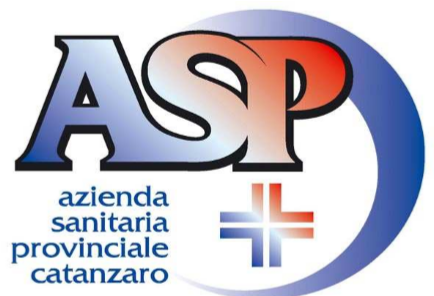 ASP
azienda
sanitaria
provinciale
catanzaro